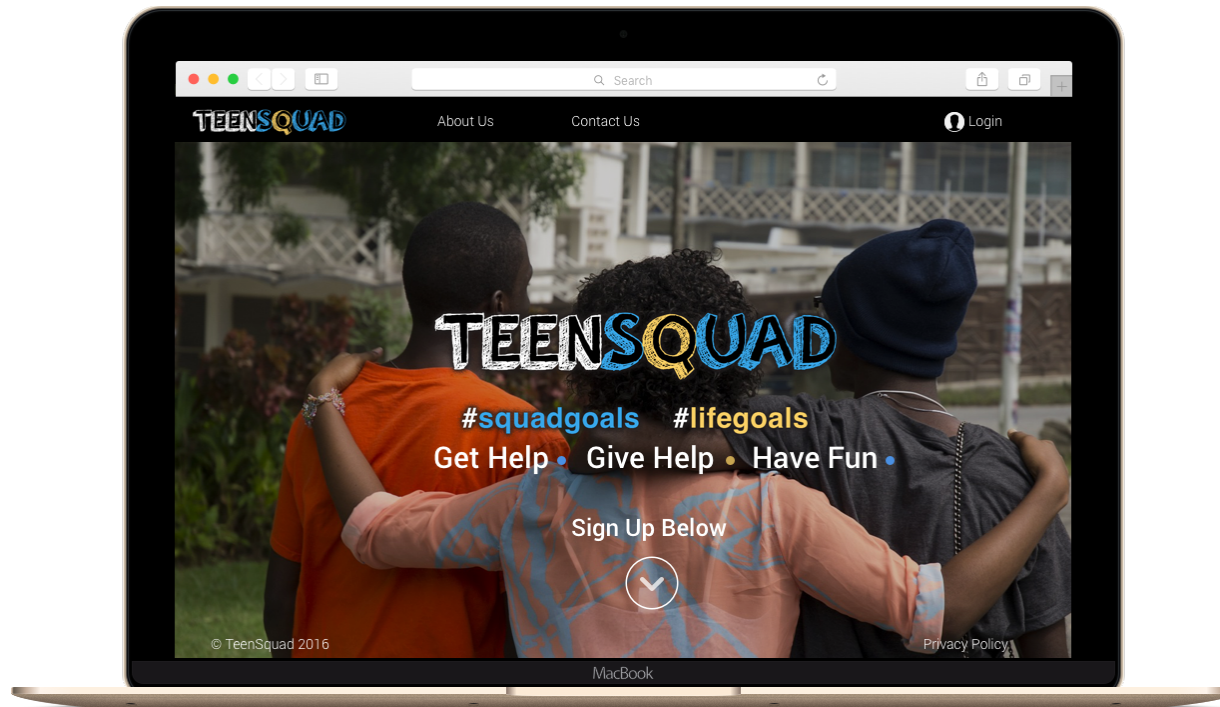 Search
TEENSQUAD About Us Contact Us Login
TEENSQUAD
#squadgoals #lifegoals
Get Help • Give Help • Have Fun •
Sign Up Below
© TeenSquad 2016 Privacy Policy
MacBook